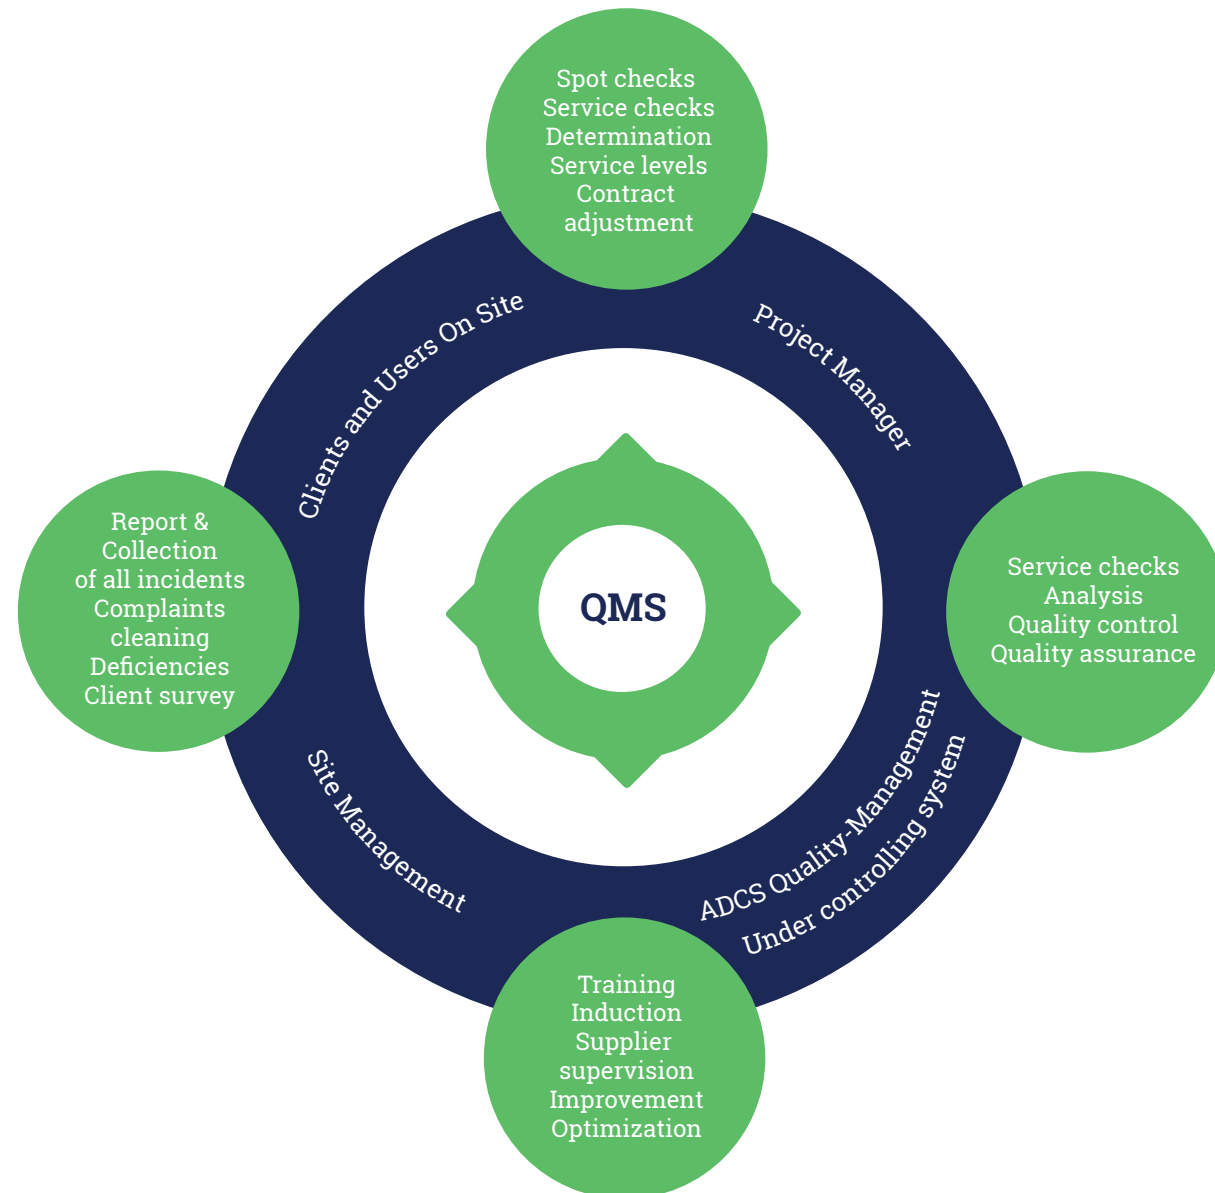 Spot checks
Service checks
Determination
Service levels
Contract
adjustment
Clients and Users On Site
Project Manager
Report &
Collection
of all incidents
Complaints
cleaning
Deficiencies
Client survey
QMS
Service checks
Analysis
Quality control
Quality assurance
Site Management
ADCS Quality-Management
Under controlling system
Training
Induction
Supplier
supervision
Improvement
Optimization